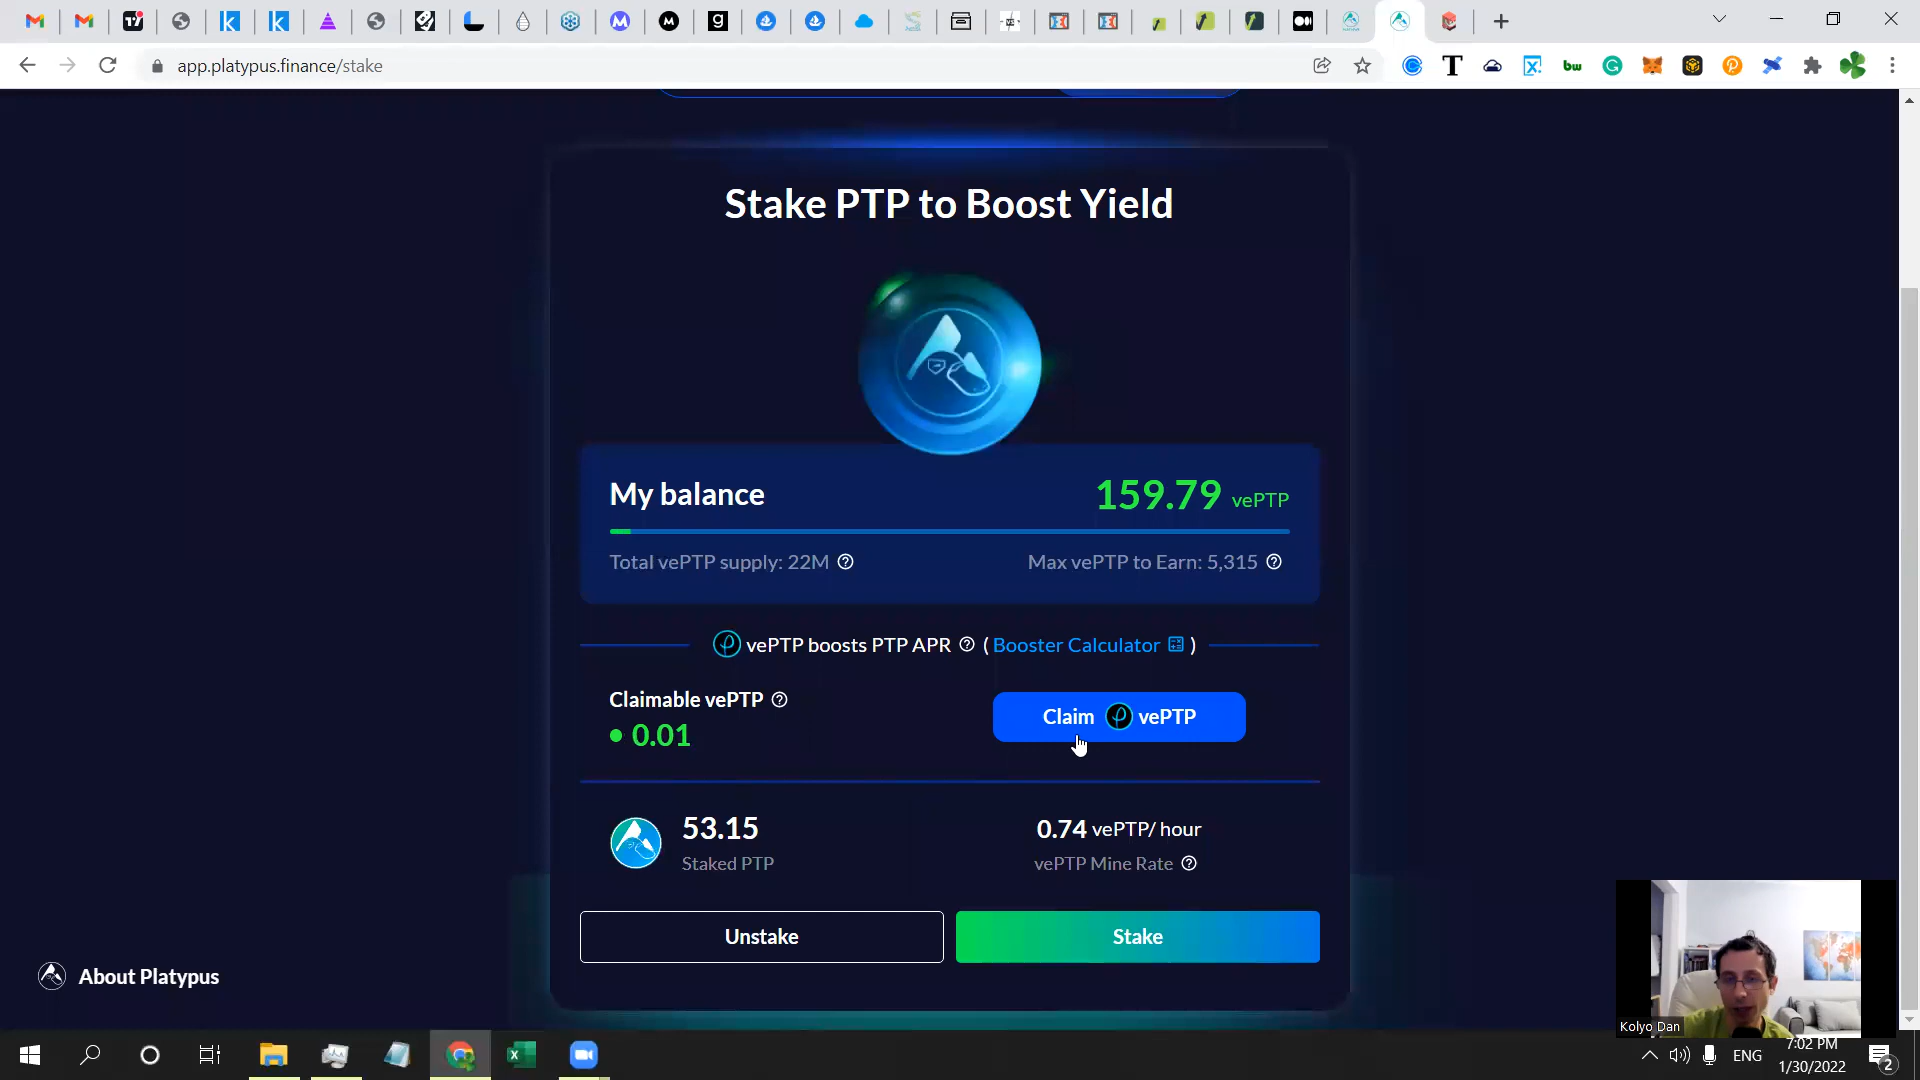 app.platypus.finance/stake
Stake PTP to Boost Yield
My balance
159.79 vePTP
Total vePTP supply: 22M
Max vePTP to Earn: 5,315
vePTP boosts PTP APR ( Booster Calculator )
Claimable vePTP
0.01
Claim vePTP
53.15
Staked PTP
0.74 vePTP/ hour
vePTP Mine Rate
Unstake
Stake
About Platypus
Kolyo Dan
ENG
7:02 PM
1/30/2022
2